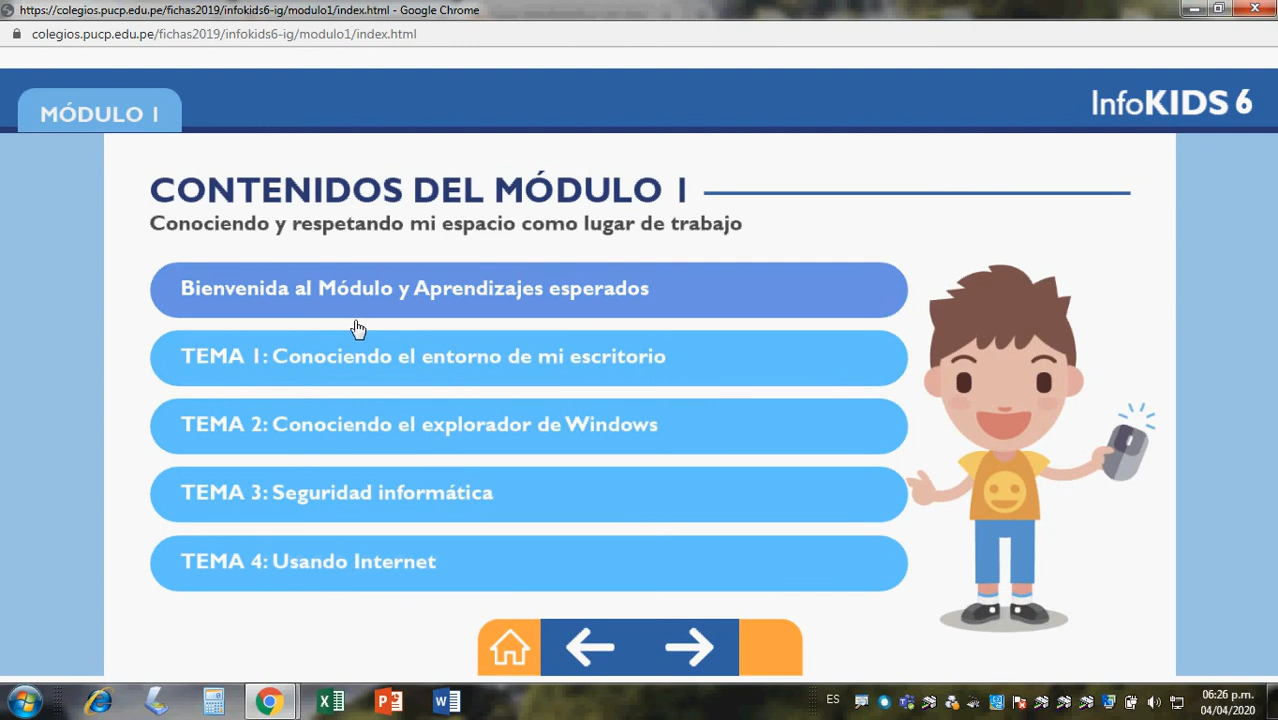 https://colegios.pucp.edu.pe/fichas2019/infokids6-ig/modulo1/index.html - Google Chrome
colegios.pucp.edu.pe/fichas2019/infokids6-ig/modulo1/index.html
MÓDULO 1
InfoKIDS 6
CONTENIDOS DEL MÓDULO 1
Conociendo y respetando mi espacio como lugar de trabajo
Bienvenida al Módulo y Aprendizajes esperados
TEMA 1: Conociendo el entorno de mi escritorio
TEMA 2: Conociendo el explorador de Windows
TEMA 3: Seguridad informática
TEMA 4: Usando Internet
ES
06:26 p.m.
04/04/2020